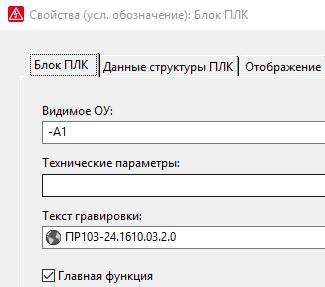 Свойства (усл. обозначение): Блок ПЛК
Блок ПЛК Данные структуры ПЛК Отображение
Видимое ОУ:
-A1
Технические параметры:
Текст гравировки:
ПР103-24.1610.03.2.0
Главная функция